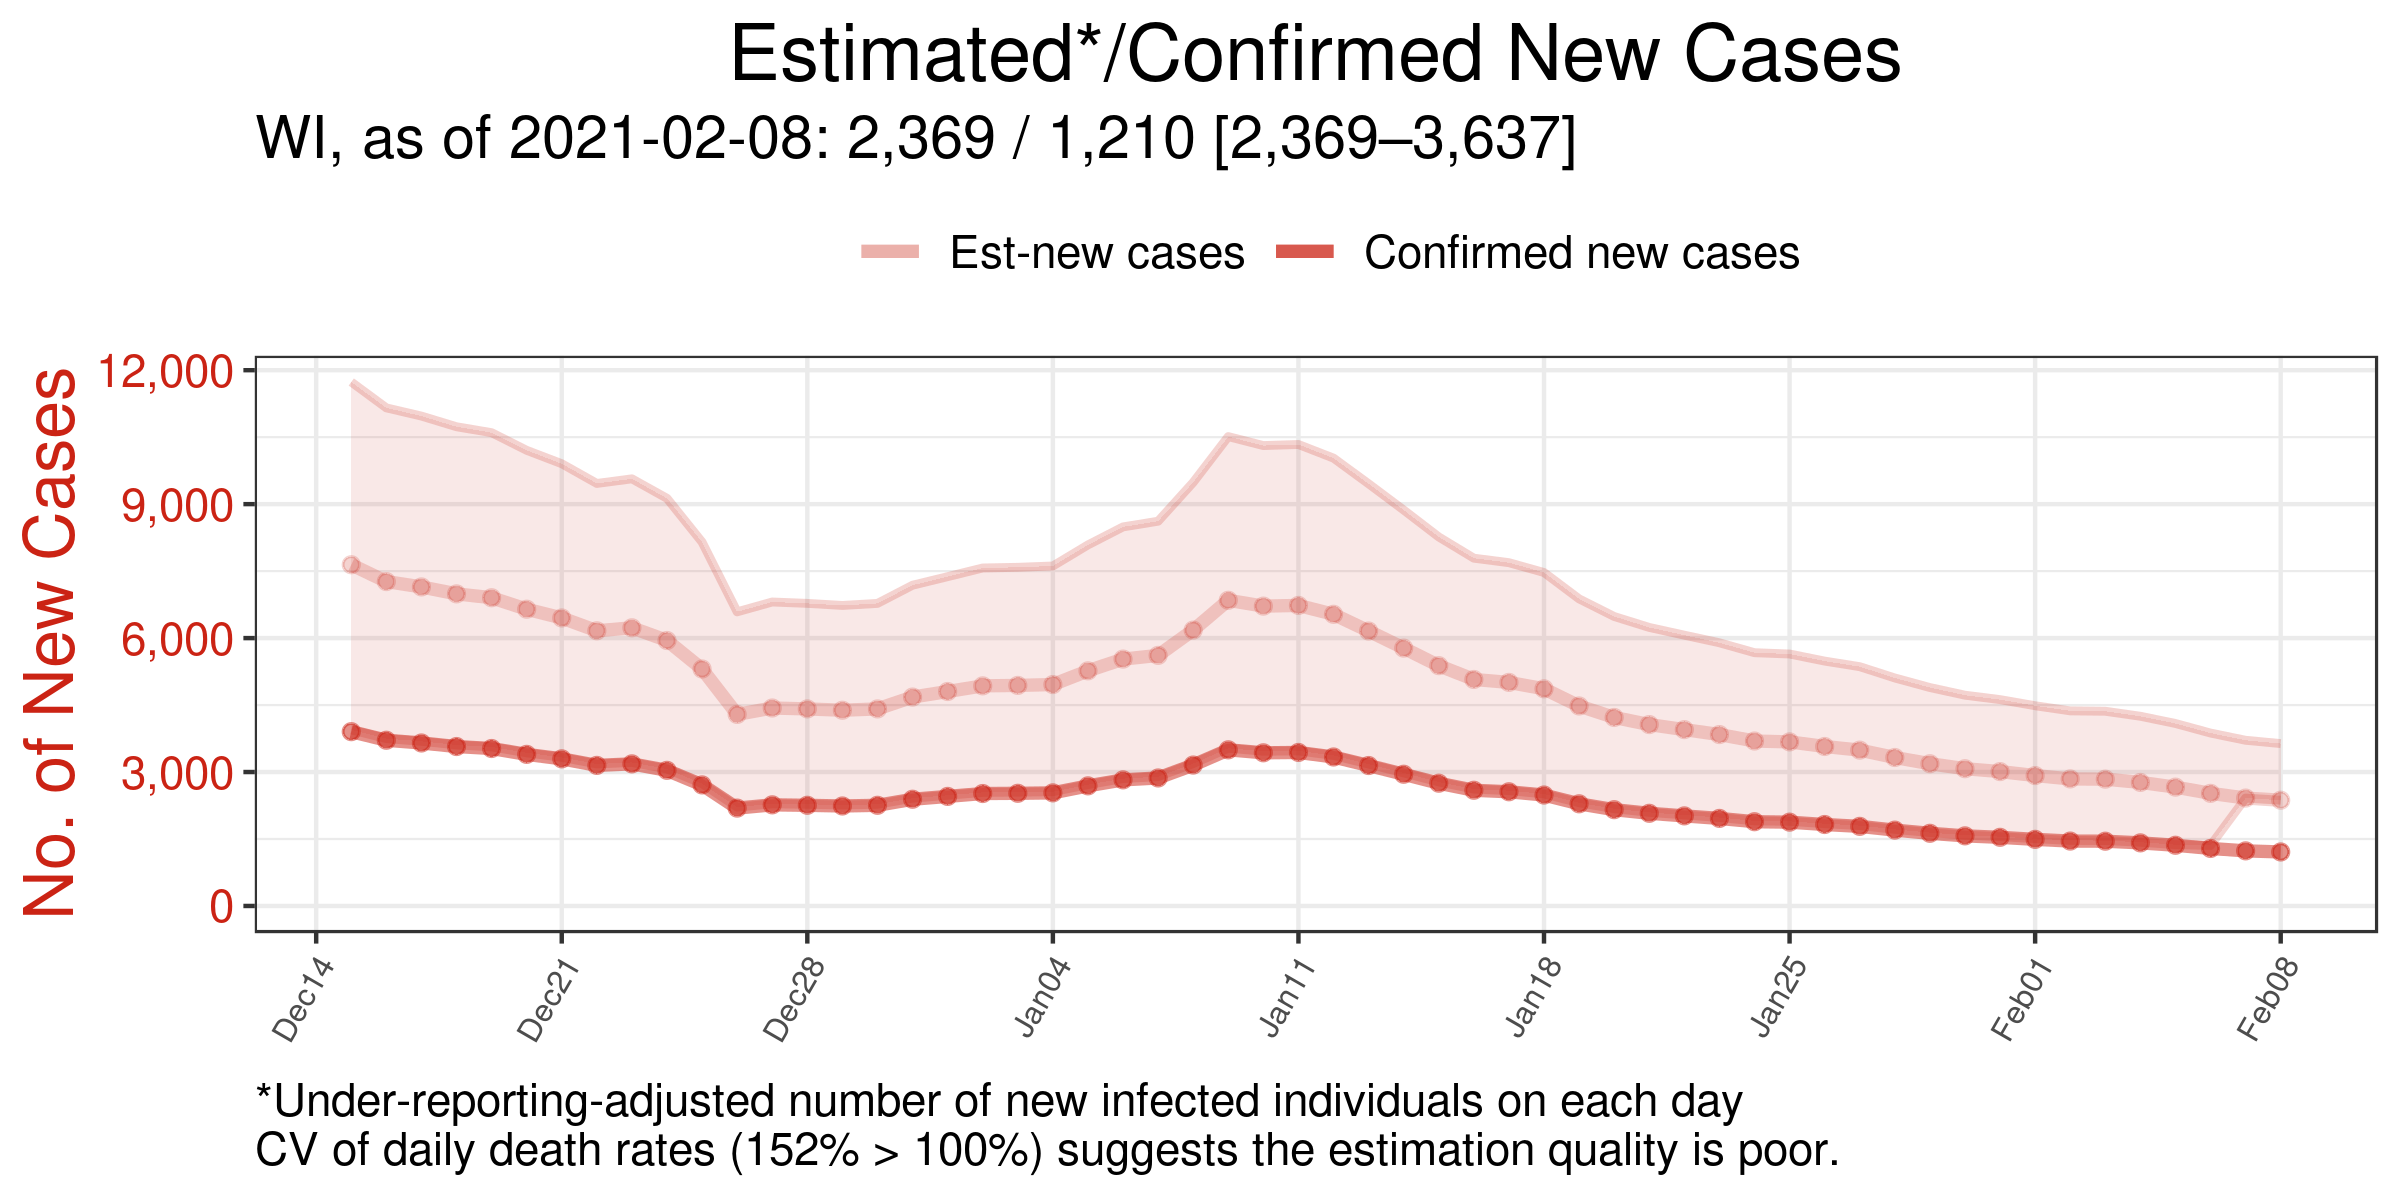 Estimated*/Confirmed New Cases
WI, as of 2021-02-08: 2,369 / 1,210 [2,369–3,637]
Est-new cases
Confirmed new cases
No. of New Cases
12,000
9,000
6,000
3,000
0
Dec14
Dec21
Dec28
Jan04
Jan11
Jan18
Jan25
Feb01
Feb08
*Under-reporting-adjusted number of new infected individuals on each day
CV of daily death rates (152% > 100%) suggests the estimation quality is poor.